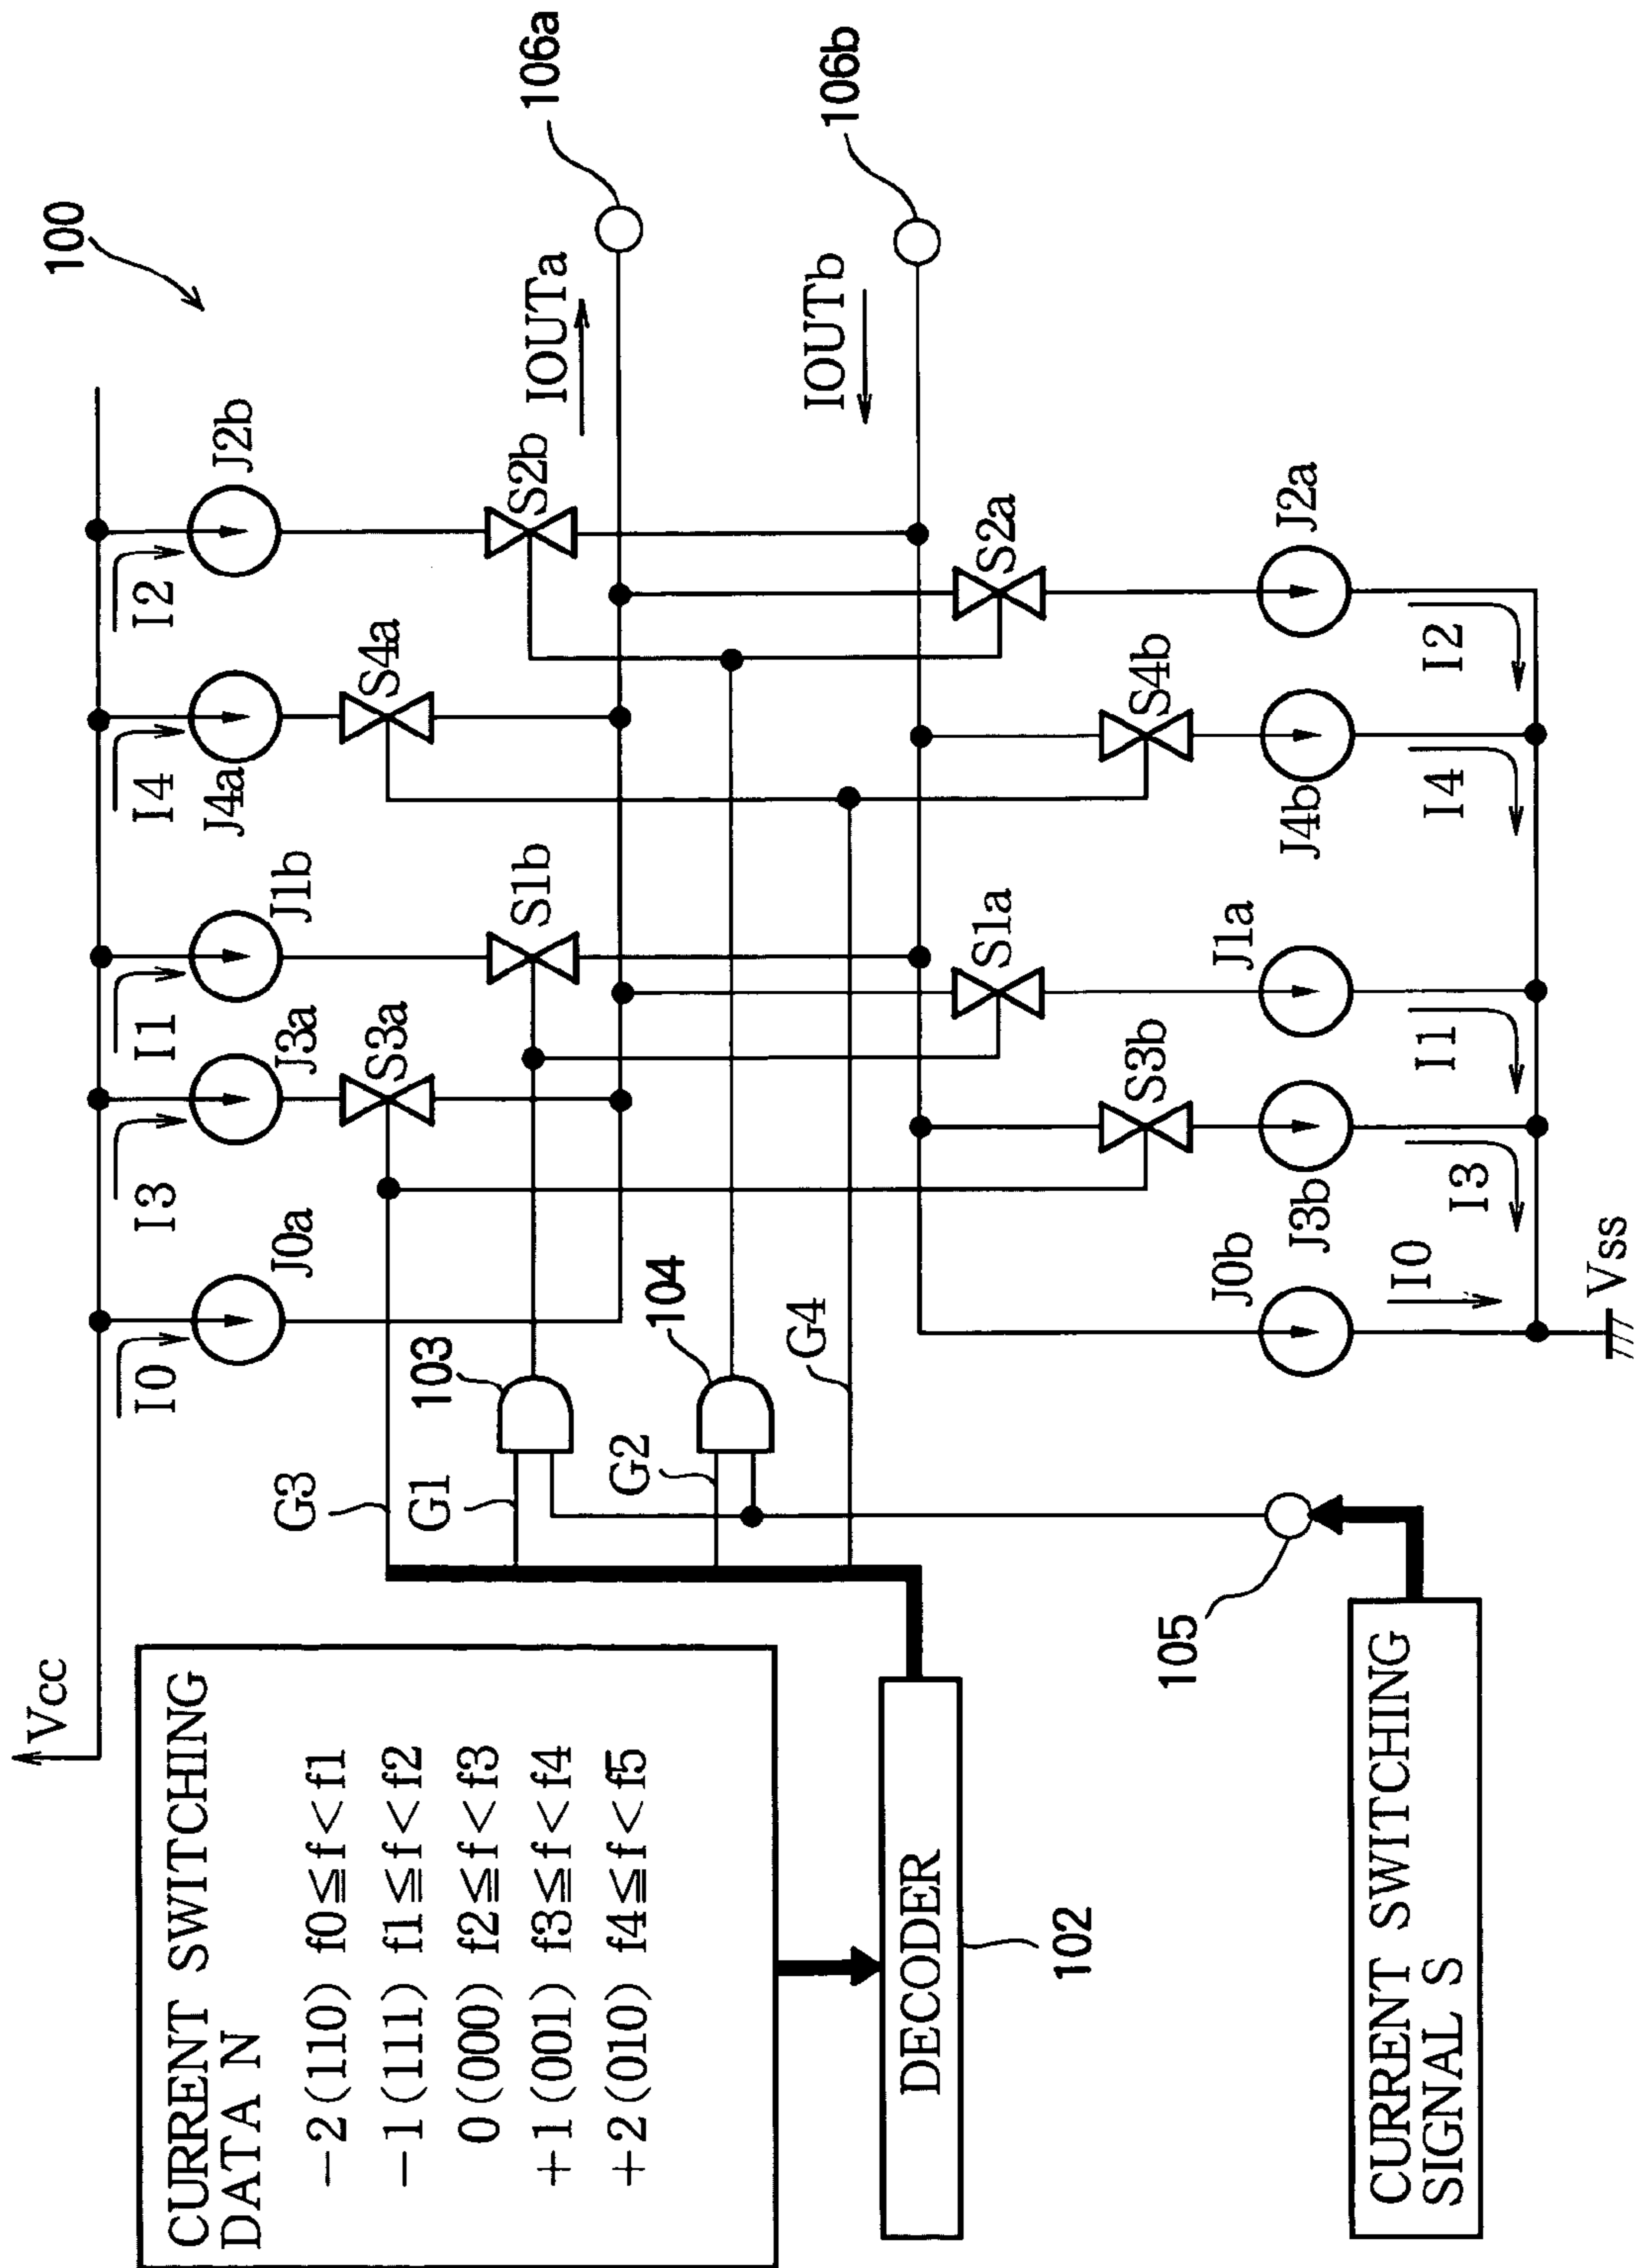 100
Vcc
CURRENT SWITCHING
DATA N
−2(110) f0≦f<f1
−1(111) f1≦f<f2
0(000) f2≦f<f3
+1(001) f3≦f<f4
+2(010) f4≦f<f5
DECODER
102
CURRENT SWITCHING
SIGNAL S
105
I0
I3
I1
I4
I2
J0a
J3a
J1b
J4a
J2b
S3a
S4a
S1b
S2b
G3
G1
103
G2
104
G4
IOUTa
106a
IOUTb
106b
S1a
S2a
S3b
S4b
J0b
J3b
J1a
J4b
J2a
I0
I3
I1
I4
I2
Vss